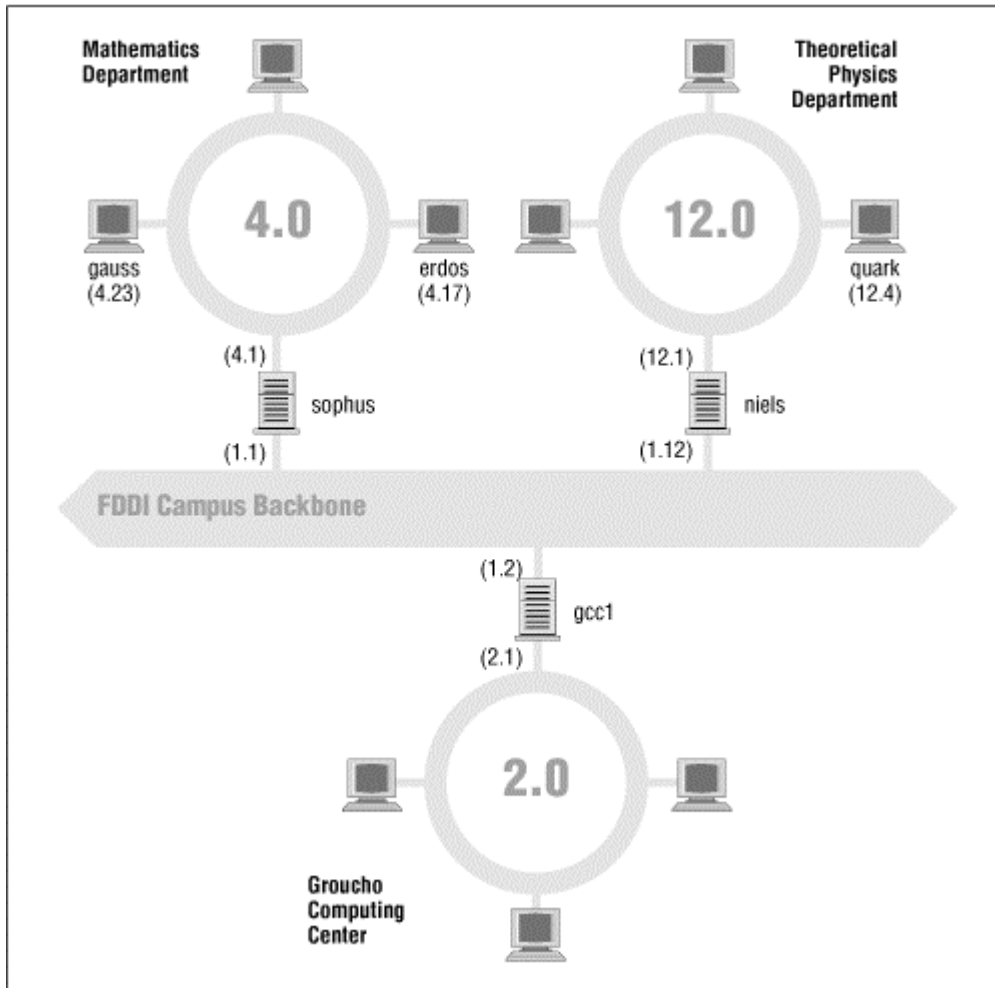 Mathematics
Department
Theoretical
Physics
Department
4.0
12.0
gauss
(4.23)
erdos
(4.17)
quark
(12.4)
(4.1)
sophus
(1.1)
(12.1)
niels
(1.12)
FDDI Campus Backbone
(1.2)
gcc1
(2.1)
2.0
Groucho
Computing
Center